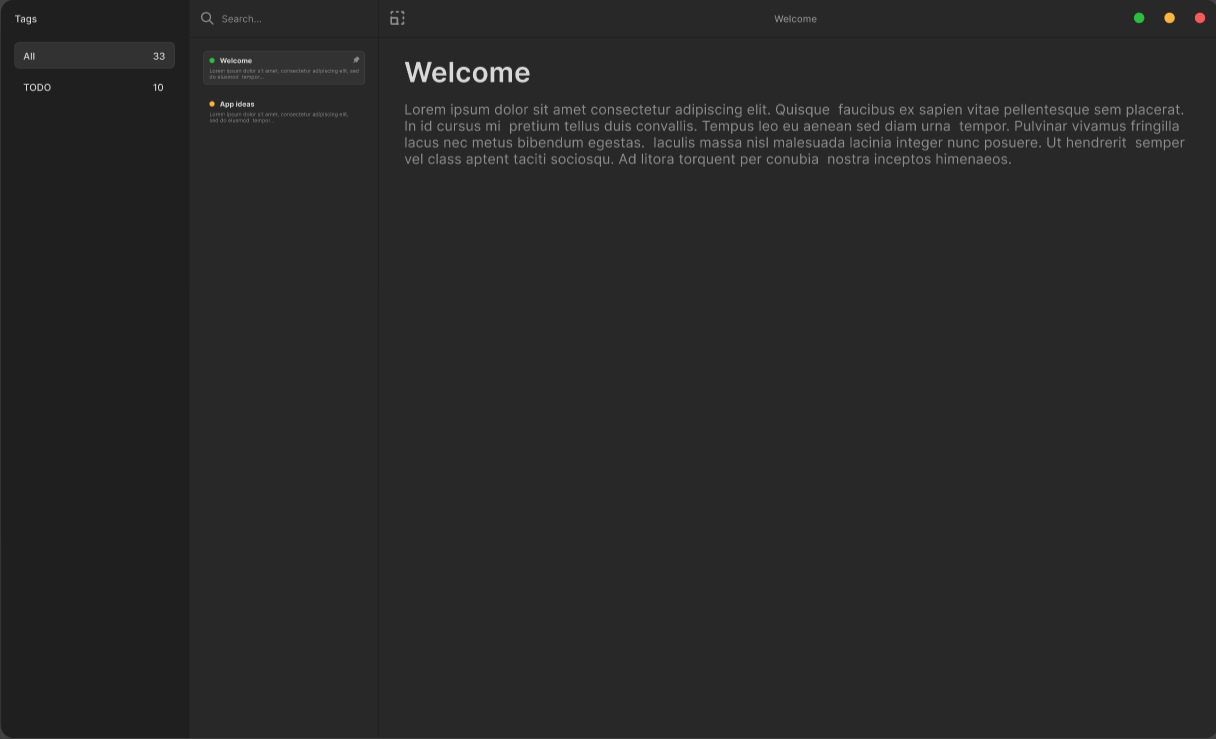 Tags
All 33
TODO 10
Search...
Welcome
Lorem ipsum dolor sit amet, consectetur adipiscing elit, sed
do eiusmod tempor...
App ideas
Lorem ipsum dolor sit amet, consectetur adipiscing elit,
sed do eiusmod tempor...
Welcome
Welcome
Lorem ipsum dolor sit amet consectetur adipiscing elit. Quisque faucibus ex sapien vitae pellentesque sem placerat.
In id cursus mi pretium tellus duis convallis. Tempus leo eu aenean sed diam urna tempor. Pulvinar vivamus fringilla
lacus nec metus bibendum egestas. Iaculis massa nisl malesuada lacinia integer nunc posuere. Ut hendrerit semper
vel class aptent taciti sociosqu. Ad litora torquent per conubia nostra inceptos himenaeos.